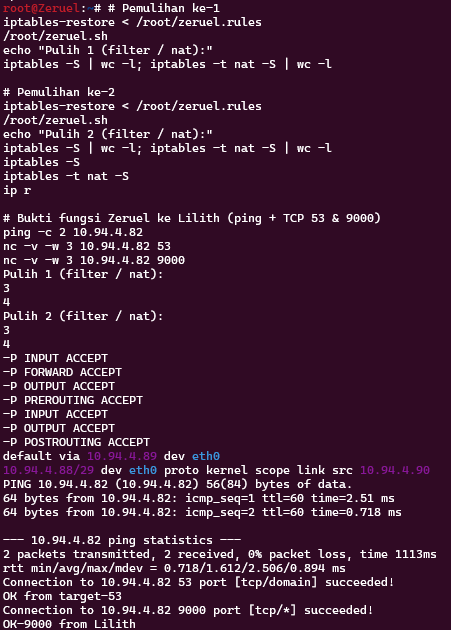 root@Zeruel:~# # Pemulihan ke-1
iptables-restore < /root/zeruel.rules
/root/zeruel.sh
echo "Pulih 1 (filter / nat):"
iptables -S | wc -l; iptables -t nat -S | wc -l

# Pemulihan ke-2
iptables-restore < /root/zeruel.rules
/root/zeruel.sh
echo "Pulih 2 (filter / nat):"
iptables -S | wc -l; iptables -t nat -S | wc -l
iptables -S
iptables -t nat -S
ip r

# Bukti fungsi Zeruel ke Lilith (ping + TCP 53 & 9000)
ping -c 2 10.94.4.82
nc -v -w 3 10.94.4.82 53
nc -v -w 3 10.94.4.82 9000
Pulih 1 (filter / nat):
3
4
Pulih 2 (filter / nat):
3
4
-P INPUT ACCEPT
-P FORWARD ACCEPT
-P OUTPUT ACCEPT
-P PREROUTING ACCEPT
-P INPUT ACCEPT
-P OUTPUT ACCEPT
-P POSTROUTING ACCEPT
default via 10.94.4.89 dev eth0
10.94.4.88/29 dev eth0 proto kernel scope link src 10.94.4.90
PING 10.94.4.82 (10.94.4.82) 56(84) bytes of data.
64 bytes from 10.94.4.82: icmp_seq=1 ttl=60 time=2.51 ms
64 bytes from 10.94.4.82: icmp_seq=2 ttl=60 time=0.718 ms

--- 10.94.4.82 ping statistics ---
2 packets transmitted, 2 received, 0% packet loss, time 1113ms
rtt min/avg/max/mdev = 0.718/1.612/2.506/0.894 ms
Connection to 10.94.4.82 53 port [tcp/domain] succeeded!
OK from target-53
Connection to 10.94.4.82 9000 port [tcp/*] succeeded!
OK-9000 from Lilith